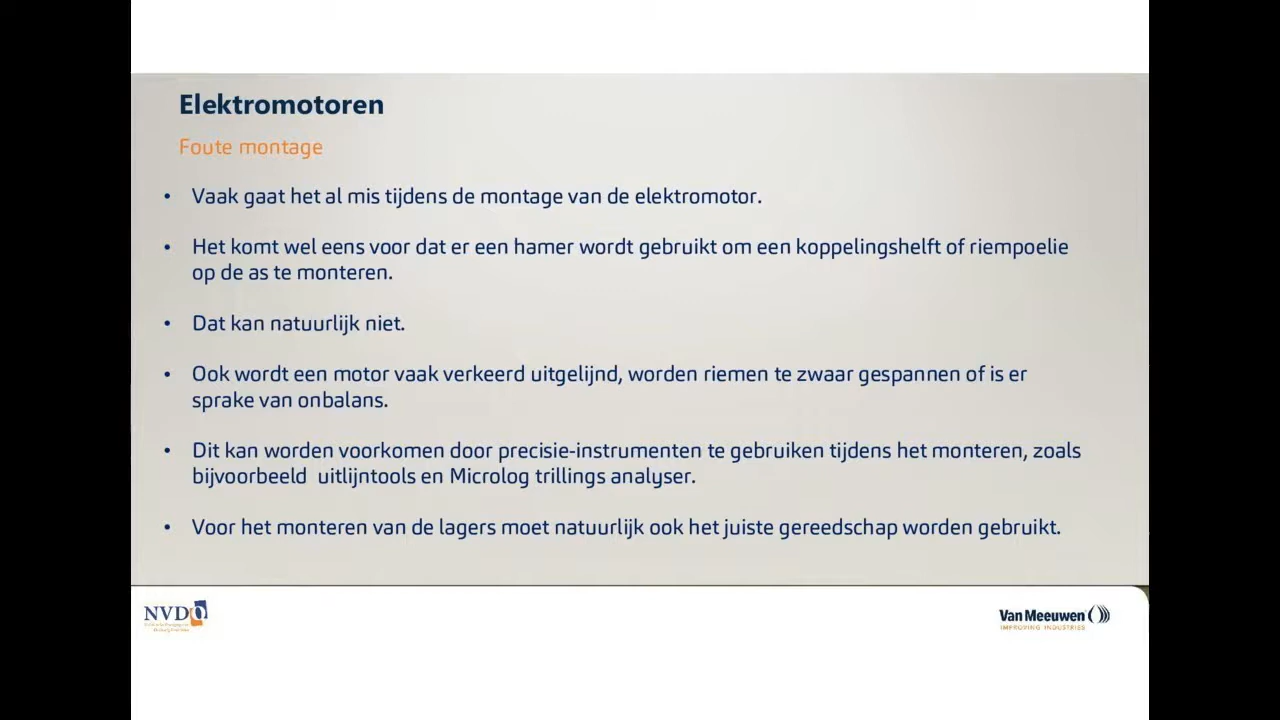 Elektromotoren
Foute montage
• Vaak gaat het al mis tijdens de montage van de elektromotor.
• Het komt wel eens voor dat er een hamer wordt gebruikt om een koppelingshelft of riempoelie
op de as te monteren.
• Dat kan natuurlijk niet.
• Ook wordt een motor vaak verkeerd uitgelijnd, worden riemen te zwaar gespannen of is er
sprake van onbalans.
• Dit kan worden voorkomen door precisie-instrumenten te gebruiken tijdens het monteren, zoals
bijvoorbeeld uitlijntools en Microlog trillings analyser.
• Voor het monteren van de lagers moet natuurlijk ook het juiste gereedschap worden gebruikt.
NVDO
Van Meeuwen
IMPROVING INDUSTRIES